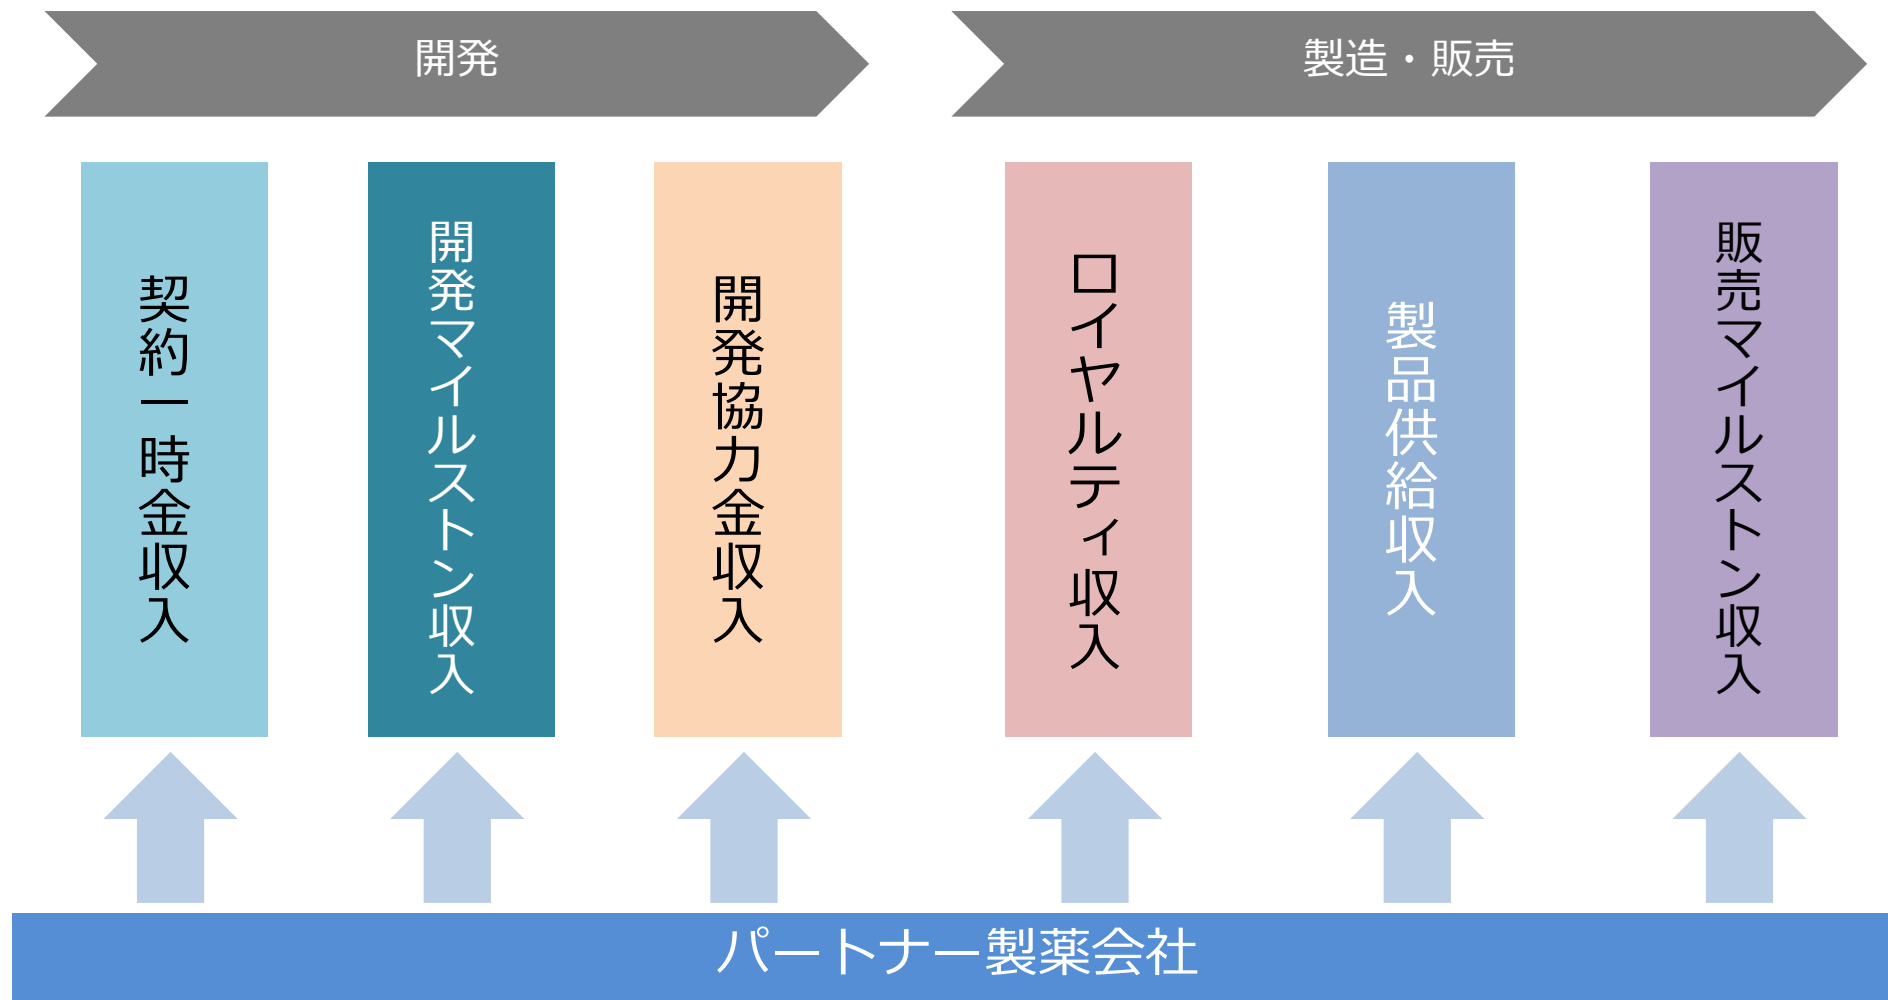 開発
製造・販売
契約一時金収入
開発マイルストン収入
開発協力金収入
ロイヤルティ収入
製品供給収入
販売マイルストン収入
パートナー製薬会社